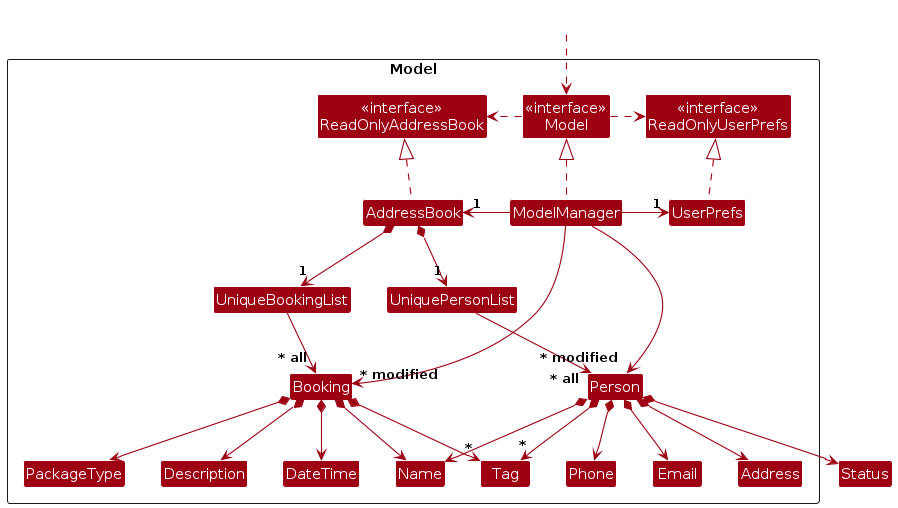 Model
«interface»
ReadOnlyAddressBook
«interface»
Model
«interface»
ReadOnlyUserPrefs
AddressBook
1
ModelManager
1
UserPrefs
1
1
UniqueBookingList
UniquePersonList
* all
* modified
* modified
* all
Booking
Person
*
*
PackageType
Description
DateTime
Name
Tag
Phone
Email
Address
Status